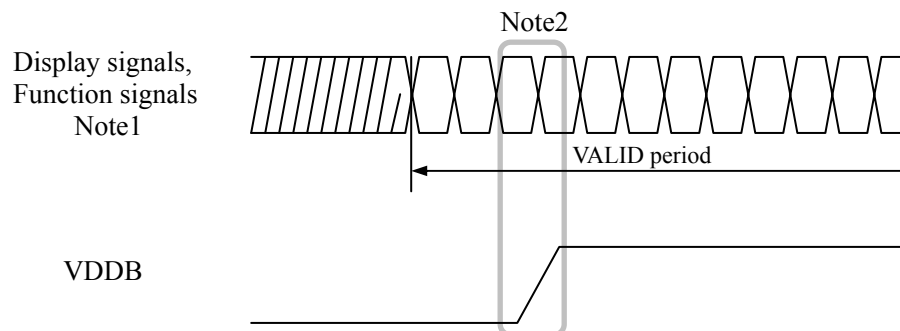 Note2
Display signals,
Function signals
Note1
VALID period
VDDB